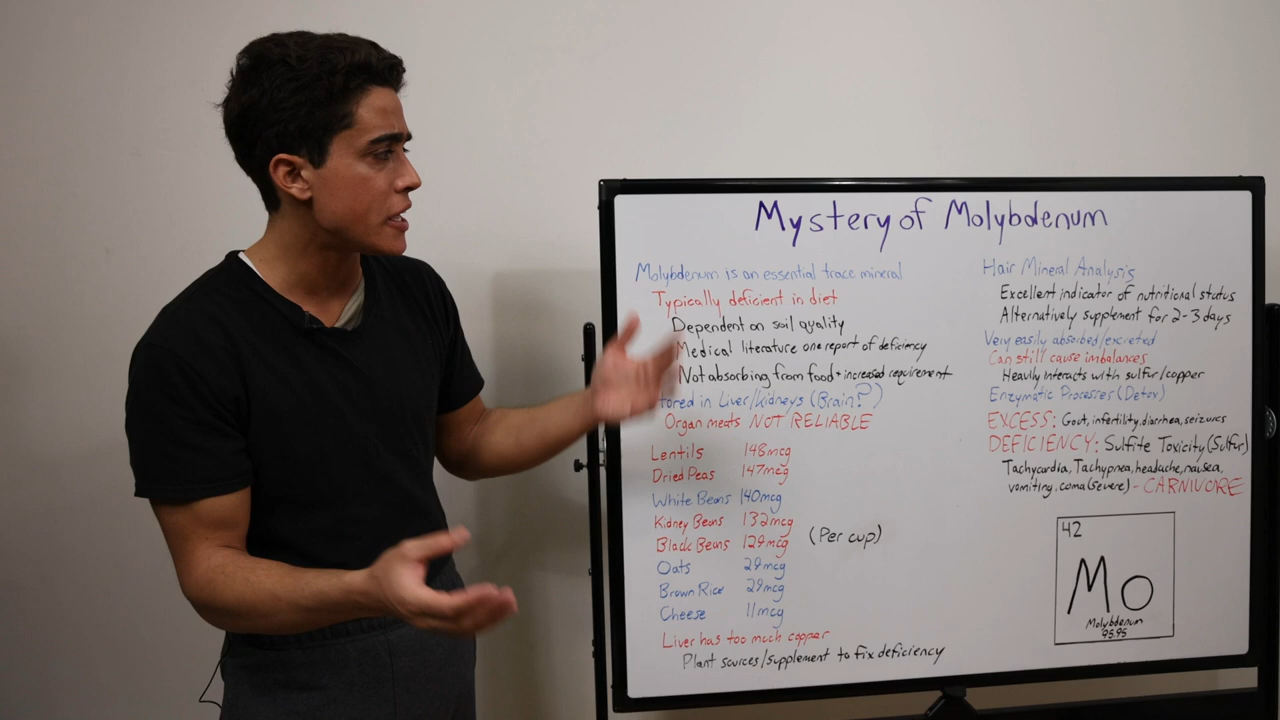 Mystery of Molybdenum
Molybdenum is an essential trace mineral
Typically deficient in diet
Dependent on soil quality
Medical literature one report of deficiency
Not absorbing from food + increased requirement
tored in Liver/kidneys (Brain?)
Organ meats NOT RELIABLE
Lentils 148mcg
Dried Peas 147mcg
White Beans 140mcg
Kidney Beans 132mcg
Black Beans 129mcg
(Per cup)
Oats 29mcg
Brown Rice 29mcg
Cheese 11mcg
Liver has too much copper
Plant sources/supplement to fix deficiency
Hair Mineral Analysis
Excellent indicator of nutritional status
Alternatively supplement for 2-3 days
Very easily absorbed/excreted
Can still cause imbalances
Heavily interacts with sulfur/copper
Enzymatic Processes (Detox)
EXCESS: Gout, infertility, diarrhea, seizures
DEFICIENCY: Sulfite Toxicity (Sulfur)
Tachycardia, Tachypnea, headache, nausea,
vomiting, coma (severe) - CARNIVORE
42
Mo
Molybdenum
95.95